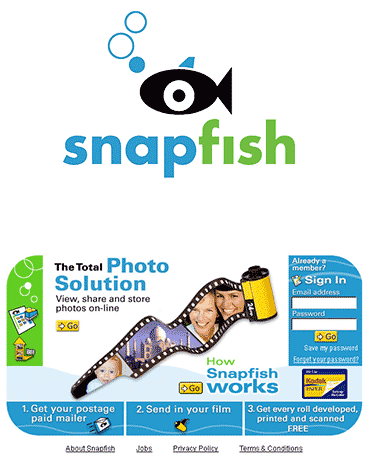 snapfish
The Total Photo
Solution
View, share and store
photos on-line
Go
Already a
member?
Sign In
Email address
Password
Go
Save my password
Forget your password?
How
Snapfish
Go
works
Kodak
1. Get your postage
paid mailer
2. Send in your film
3. Get every roll developed,
printed and scanned
FREE
About Snapfish
Jobs
Privacy Policy
Terms & Conditions